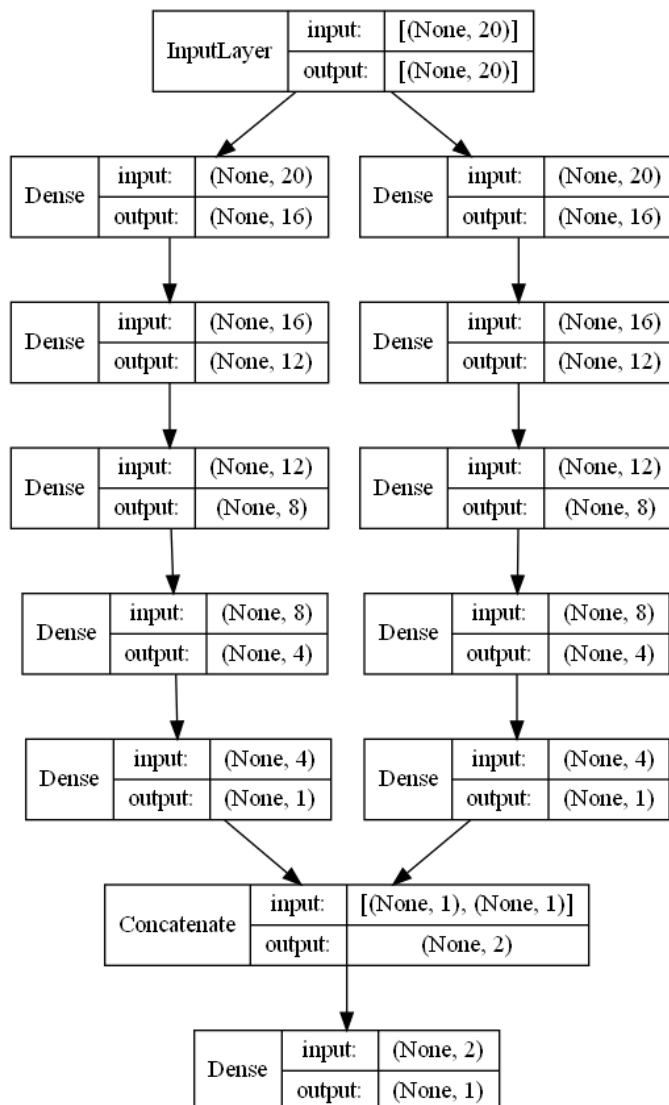 InputLayer input: [(None, 20)]
output: [(None, 20)]
Dense input: (None, 20)
output: (None, 16)
Dense input: (None, 20)
output: (None, 16)
Dense input: (None, 16)
output: (None, 12)
Dense input: (None, 16)
output: (None, 12)
Dense input: (None, 12)
output: (None, 8)
Dense input: (None, 12)
output: (None, 8)
Dense input: (None, 8)
output: (None, 4)
Dense input: (None, 8)
output: (None, 4)
Dense input: (None, 4)
output: (None, 1)
Dense input: (None, 4)
output: (None, 1)
Concatenate input: [(None, 1), (None, 1)]
output: (None, 2)
Dense input: (None, 2)
output: (None, 1)